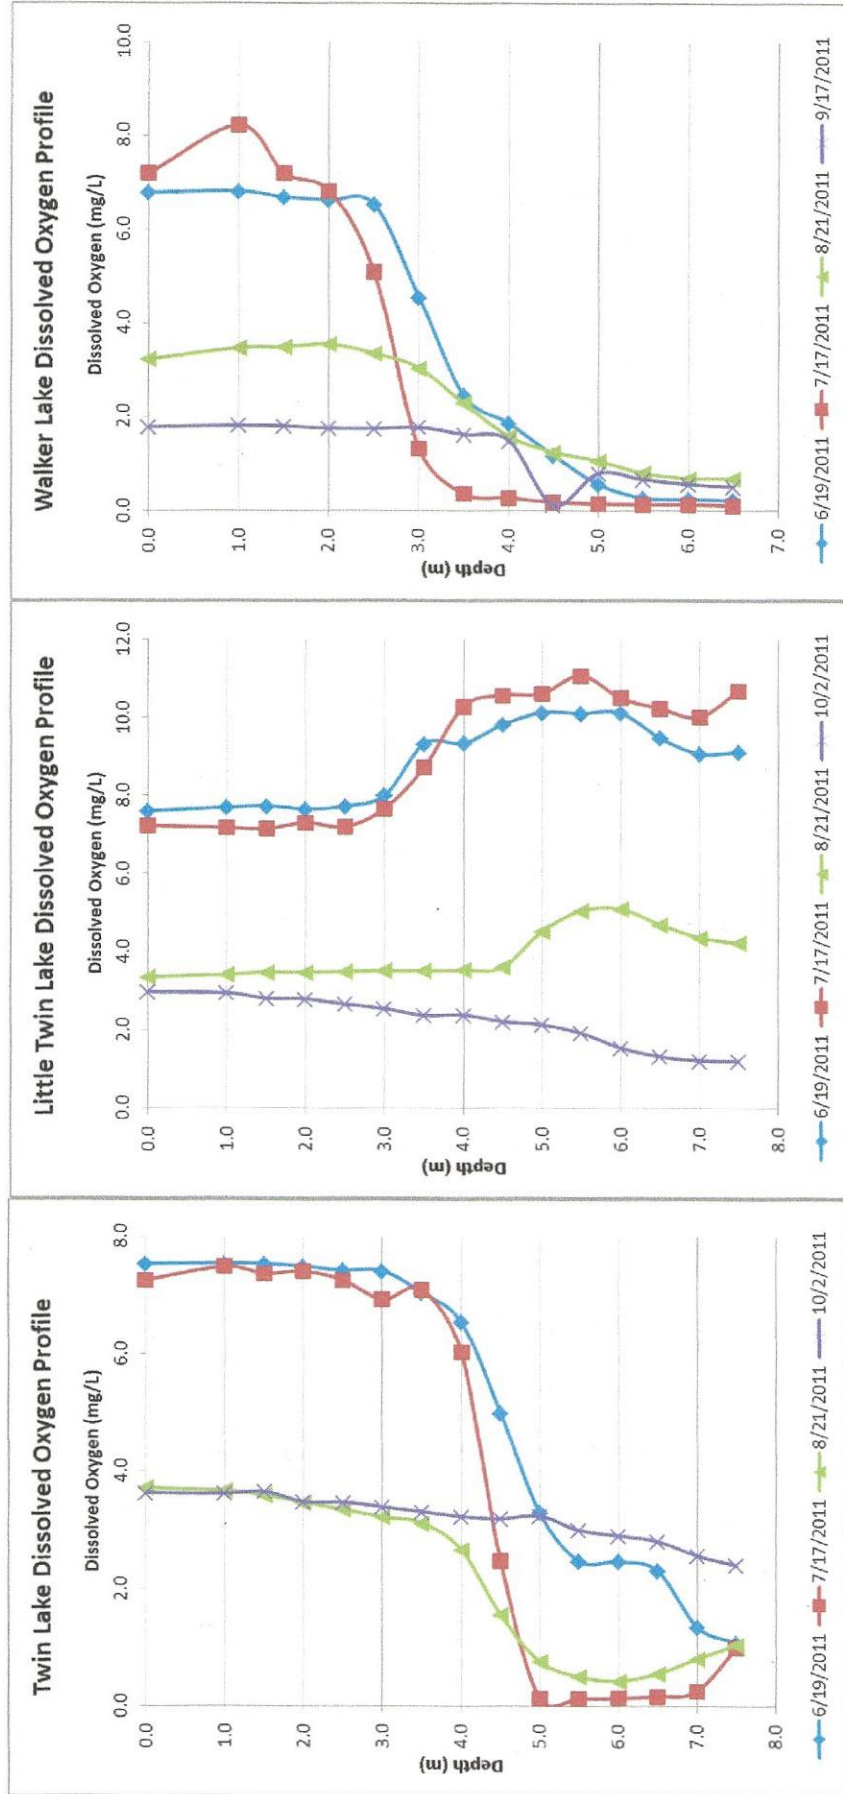 Twin Lake Dissolved Oxygen Profile
Dissolved Oxygen (mg/L)
0.0 2.0 4.0 6.0 8.0
0.0
1.0
2.0
3.0
4.0
5.0
6.0
7.0
8.0
Depth (m)
6/19/2011 7/17/2011 8/21/2011 10/2/2011
Little Twin Lake Dissolved Oxygen Profile
Dissolved Oxygen (mg/L)
0.0 2.0 4.0 6.0 8.0 10.0 12.0
0.0
1.0
2.0
3.0
4.0
5.0
6.0
7.0
8.0
Depth (m)
6/19/2011 7/17/2011 8/21/2011 10/2/2011
Walker Lake Dissolved Oxygen Profile
Dissolved Oxygen (mg/L)
0.0 2.0 4.0 6.0 8.0 10.0
0.0
1.0
2.0
3.0
4.0
5.0
6.0
7.0
Depth (m)
6/19/2011 7/17/2011 8/21/2011 9/17/2011